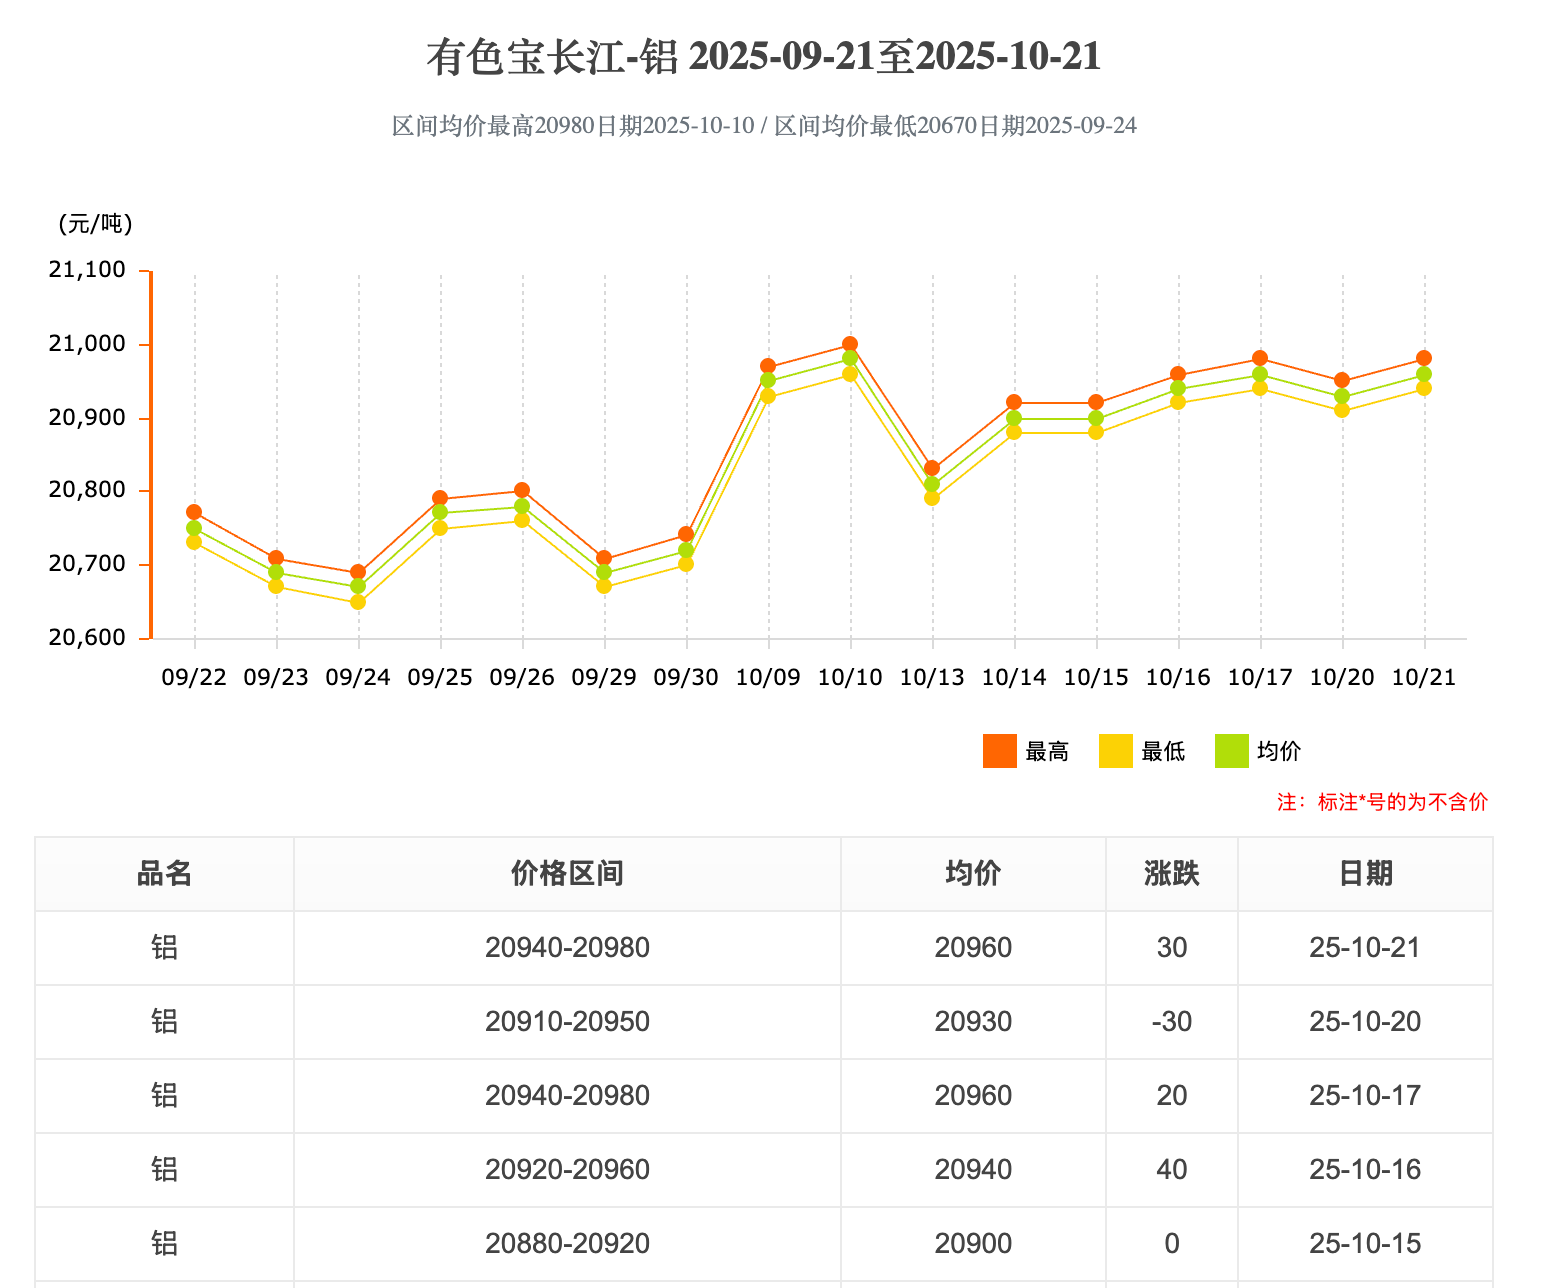 有色宝长江-铝 2025-09-21至2025-10-21
区间均价最高20980日期2025-10-10 / 区间均价最低20670日期2025-09-24
(元/吨)
21,100
21,000
20,900
20,800
20,700
20,600
09/22 09/23 09/24 09/25 09/26 09/29 09/30 10/09 10/10 10/13 10/14 10/15 10/16 10/17 10/20 10/21
最高 最低 均价
注：标注*号的为不含价
品名 价格区间 均价 涨跌 日期
铝 20940-20980 20960 30 25-10-21
铝 20910-20950 20930 -30 25-10-20
铝 20940-20980 20960 20 25-10-17
铝 20920-20960 20940 40 25-10-16
铝 20880-20920 20900 0 25-10-15